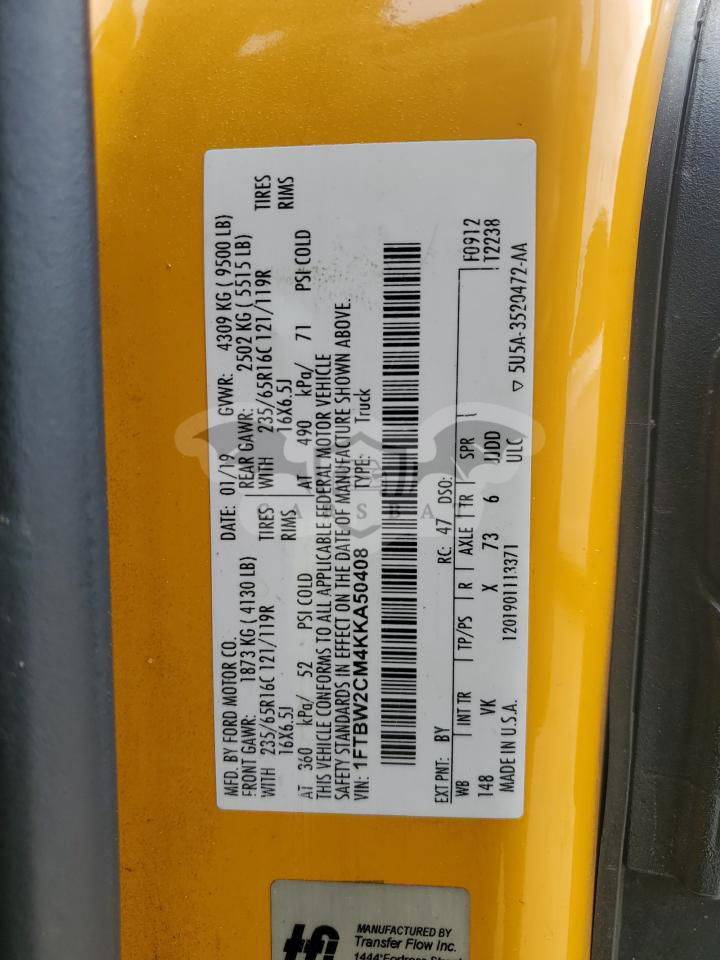 MFD. BY FORD MOTOR CO. DATE: 01/19 GVWR: 4309 KG ( 9500 LB)
FRONT GAWR: 1873 KG ( 4130 LB) REAR GAWR: 2502 KG ( 5515 LB)
WITH 235/65R16C 121/119R TIRES WITH 235/65R16C 121/119R TIRES
16X6.5J RIMS 16X6.5J RIMS
AT 360 kPa/ 52 PSI COLD AT 490 kPa/ 71 PSI COLD
THIS VEHICLE CONFORMS TO ALL APPLICABLE FEDERAL MOTOR VEHICLE
SAFETY STANDARDS IN EFFECT ON THE DATE OF MANUFACTURE SHOWN ABOVE.
VIN: 1FTBW2CM4KKA50408 TYPE: Truck
EXT PNT: BY RC: 47 DSO: F0912
WB INT TR TP/PS R AXLE TR SPR T2238
148 VK X 73 6 JJDD
MADE IN U.S.A. 1201901113371 ULC 5U5A-3520472-AA
tfi
MANUFACTURED BY
Transfer Flow Inc.
1444 Fortress Street